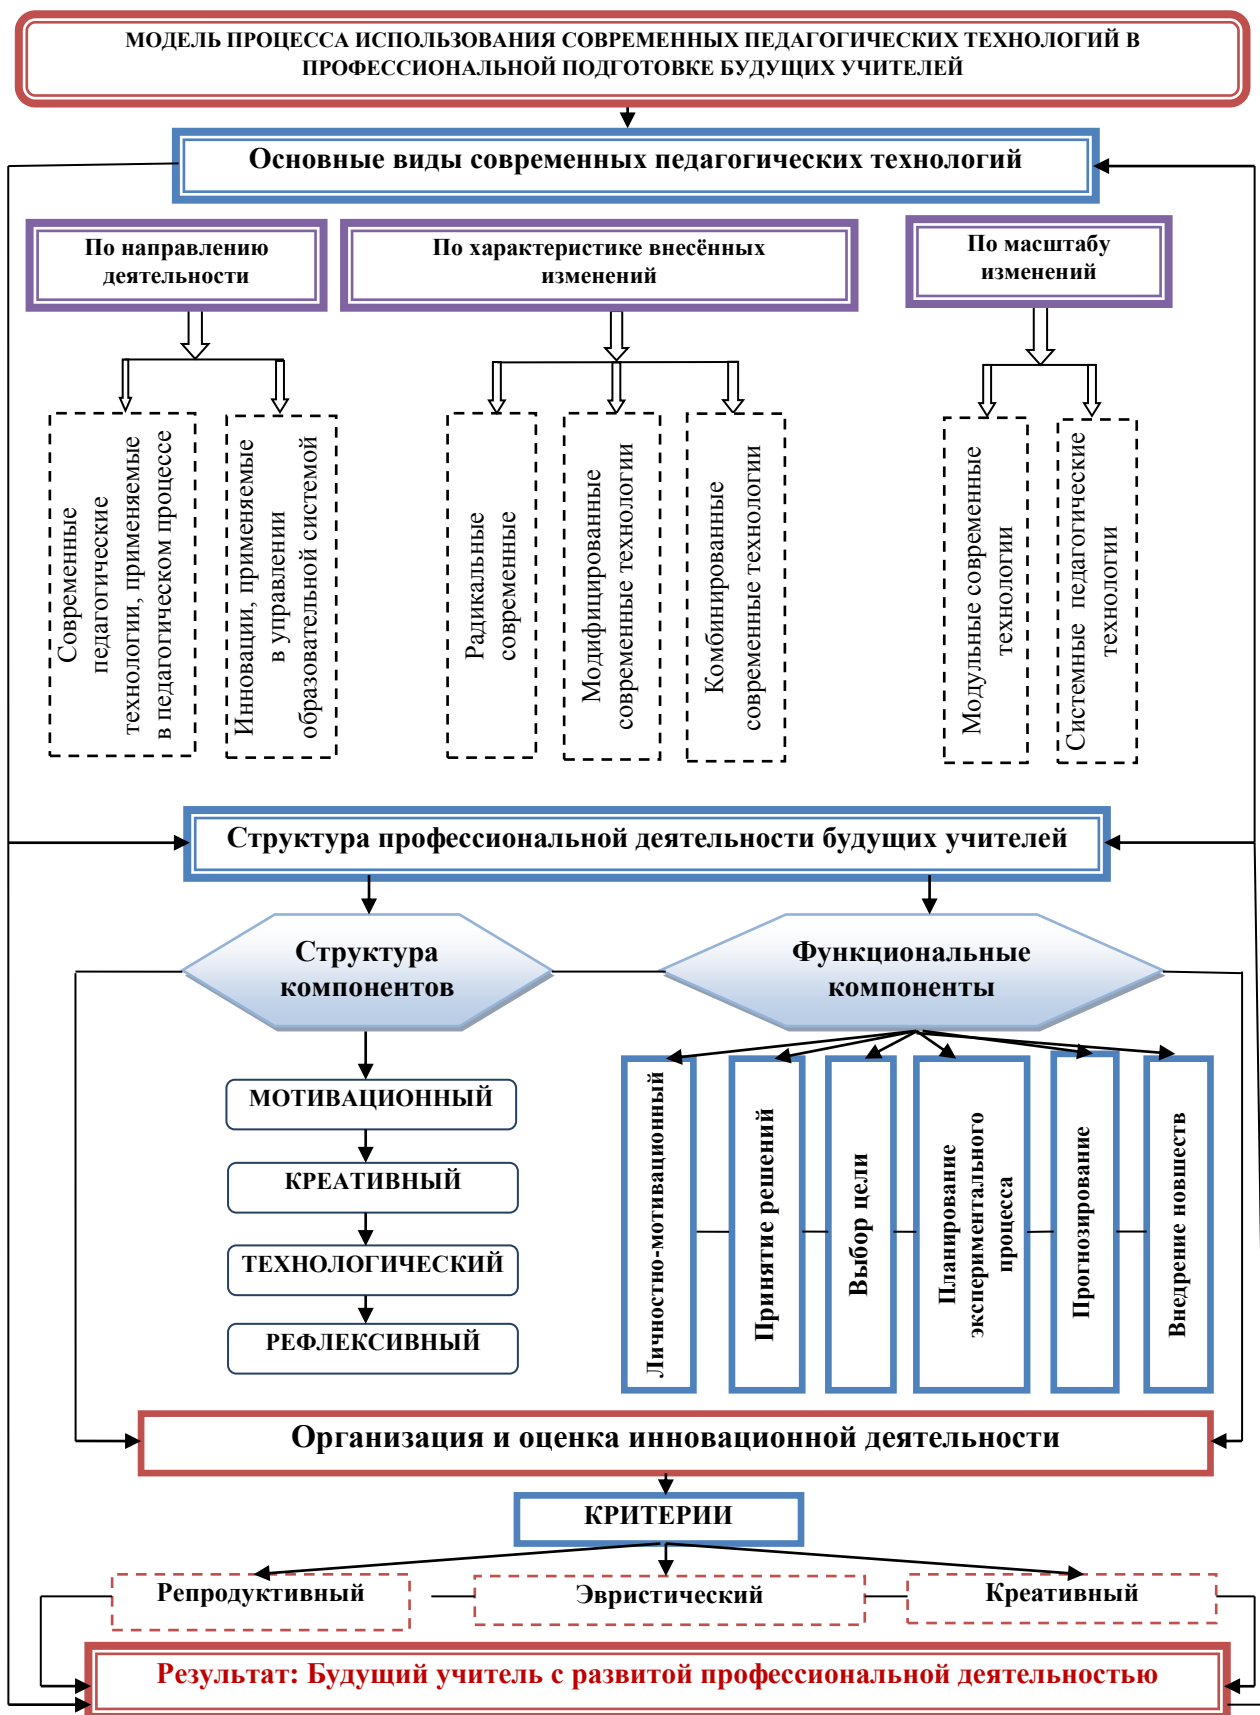 МОДЕЛЬ ПРОЦЕССА ИСПОЛЬЗОВАНИЯ СОВРЕМЕННЫХ ПЕДАГОГИЧЕСКИХ ТЕХНОЛОГИЙ В
ПРОФЕССИОНАЛЬНОЙ ПОДГОТОВКЕ БУДУЩИХ УЧИТЕЛЕЙ
Основные виды современных педагогических технологий
По направлению
деятельности
По характеристике внесённых
изменений
По масштабу
изменений
Современные
педагогические
технологии, применяемые
в педагогическом процессе
Инновации, применяемые
в управлении
образовательной системой
Радикальные
современные
Модифицированные
современные технологии
Комбинированные
современные технологии
Модульные современные
технологии
Системные педагогические
технологии
Структура профессиональной деятельности будущих учителей
Структура
компонентов
Функциональные
компоненты
МОТИВАЦИОННЫЙ
КРЕАТИВНЫЙ
ТЕХНОЛОГИЧЕСКИЙ
РЕФЛЕКСИВНЫЙ
Личностно-мотивационный
Принятие решений
Выбор цели
Планирование
экспериментального
процесса
Прогнозирование
Внедрение новшеств
Организация и оценка инновационной деятельности
КРИТЕРИИ
Репродуктивный
Эвристический
Креативный
Результат: Будущий учитель с развитой профессиональной деятельностью